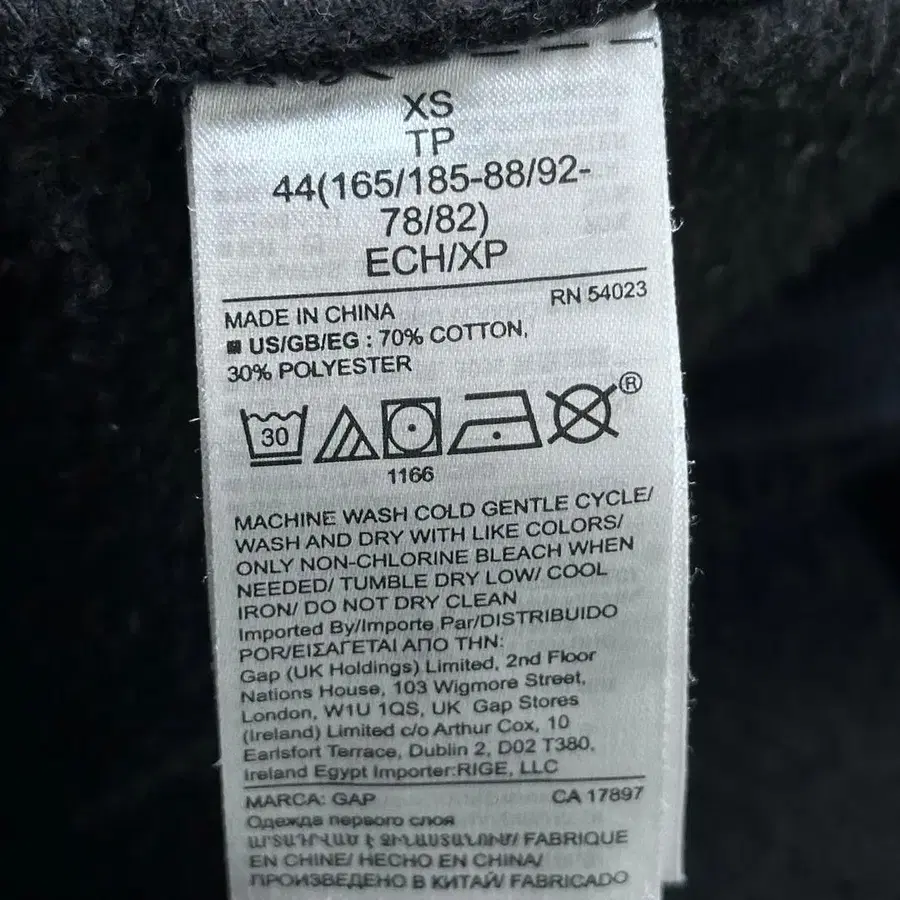 XS
TP
44(165/185-88/92-
78/82)
ECH/XP
MADE IN CHINA RN 54023
US/GB/EG : 70% COTTON,
30% POLYESTER
30 ®
1166
MACHINE WASH COLD GENTLE CYCLE/
WASH AND DRY WITH LIKE COLORS/
ONLY NON-CHLORINE BLEACH WHEN
NEEDED/ TUMBLE DRY LOW/ COOL
IRON/ DO NOT DRY CLEAN
Imported By/Importe Par/DISTRIBUIDO
POR/ΕΙΣΑΓΕΤΑΙ ΑΠΟ ΤΗΝ:
Gap (UK Holdings) Limited, 2nd Floor
Nations House, 103 Wigmore Street,
London, W1U 1QS, UK Gap Stores
(Ireland) Limited c/o Arthur Cox, 10
Earlsfort Terrace, Dublin 2, D02 T380,
Ireland Egypt Importer:RIGE, LLC
MARCA: GAP CA 17897
Одежда первого слоя
ԱՐՏԱԴՐՎԱԾ Է ՉԻՆԱՍՏԱՆՈՒՄ/ FABRIQUE
EN CHINE/ HECHO EN CHINA/
ПРОИЗВЕДЕНО В КИТАЙ/ FABRICADO